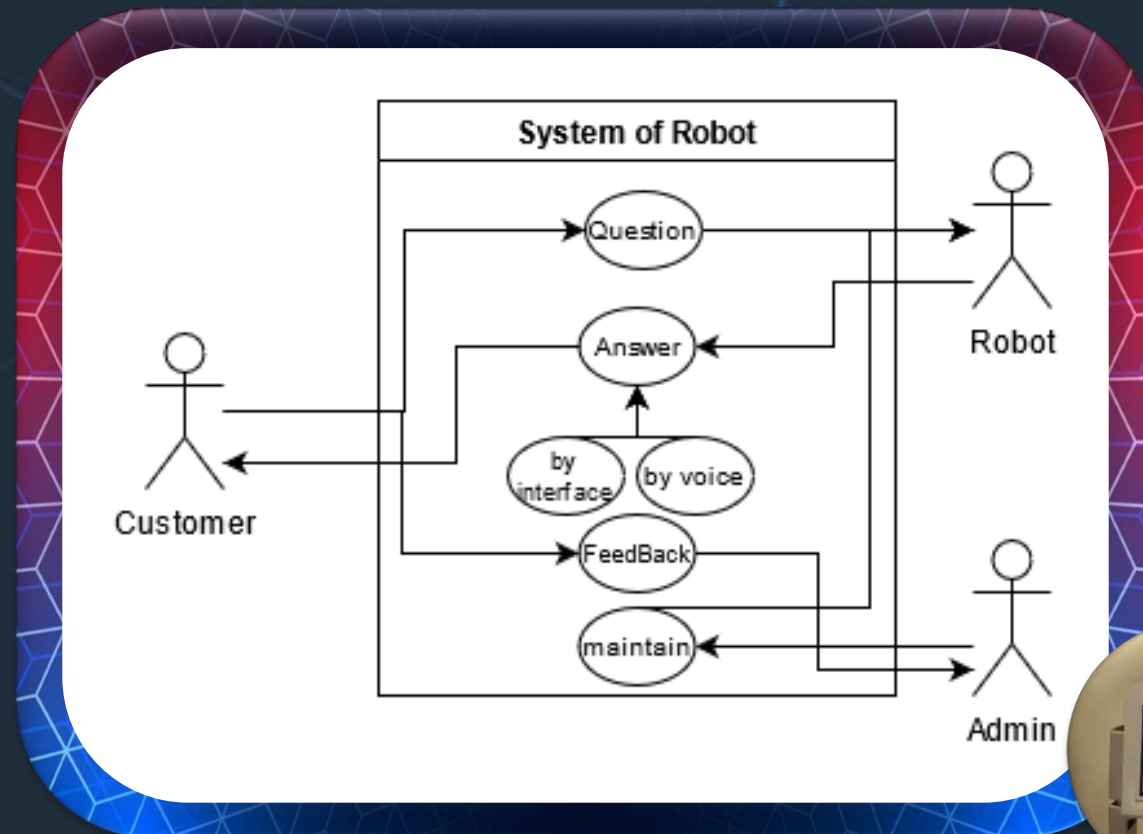 System of Robot
Question
Robot
Answer
by
interface
by voice
Customer
FeedBack
maintain
Admin